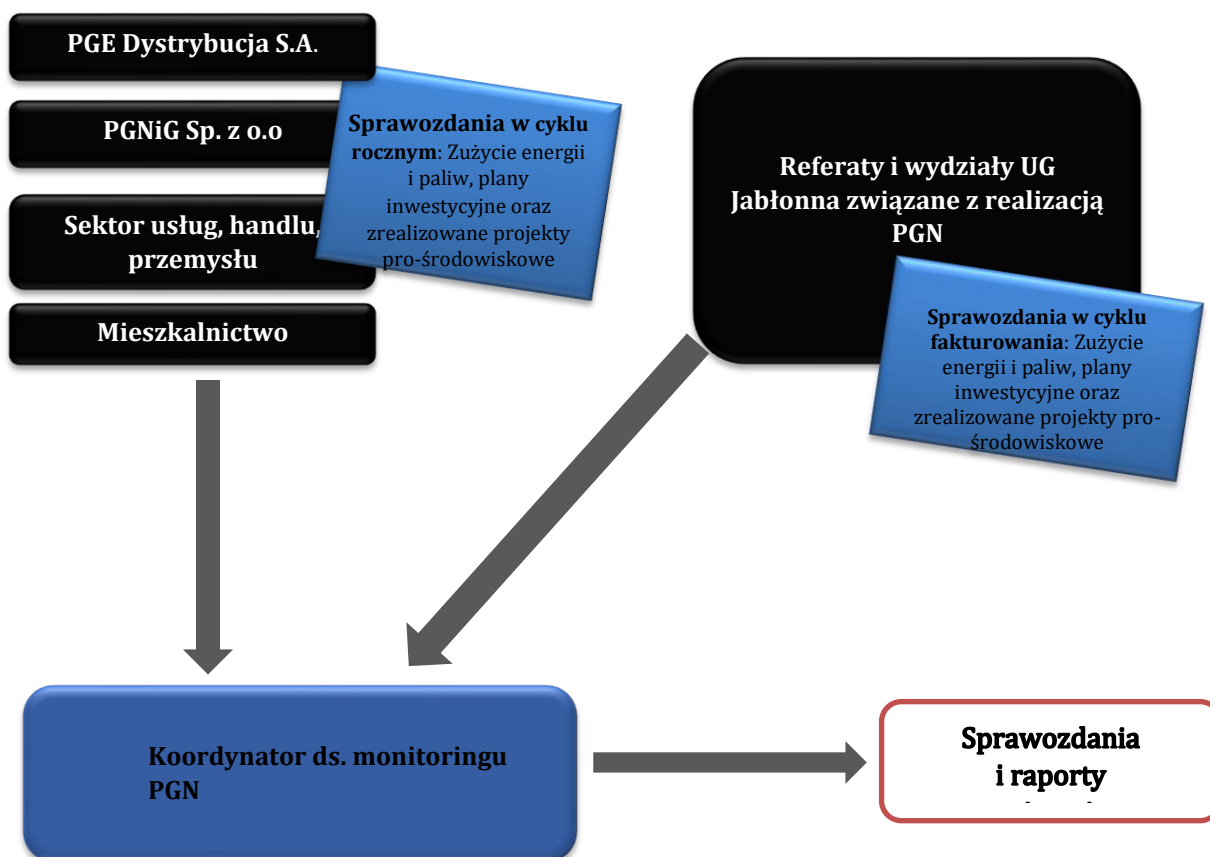 PGE Dystrybucja S.A.
PGNiG Sp. z o.o
Sektor usług, handlu,
przemysłu
Mieszkalnictwo
Sprawozdania w cyklu
rocznym: Zużycie energii
i paliw, plany
inwestycyjne oraz
zrealizowane projekty
pro-środowiskowe
Referaty i wydziały UG
Jabłonna związane z realizacją
PGN
Sprawozdania w cyklu
fakturowania: Zużycie
energii i paliw, plany
inwestycyjne oraz
zrealizowane projekty pro-
środowiskowe
Koordynator ds. monitoringu
PGN
Sprawozdania
i raporty